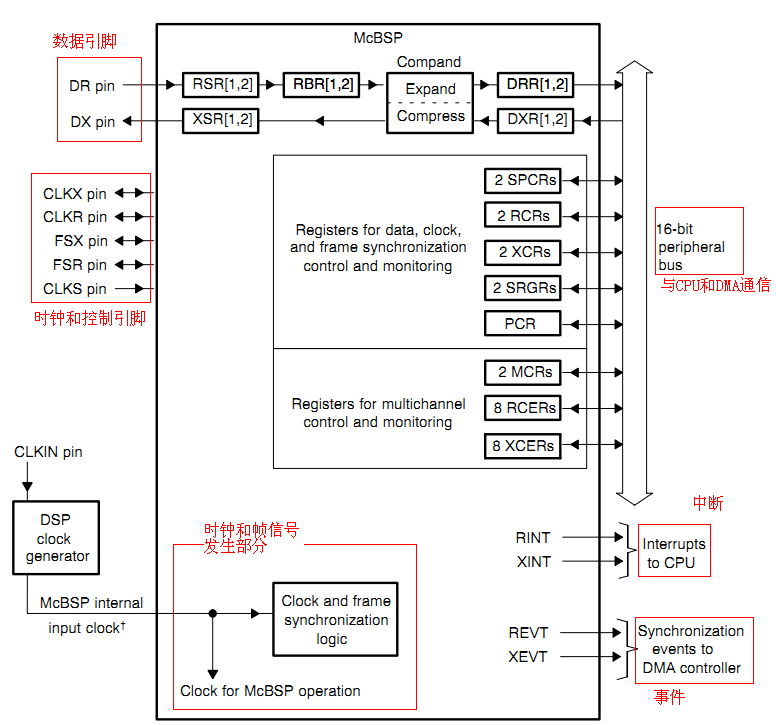 McBSP
数据引脚
Compand
DR pin
RSR[1,2]
RBR[1,2]
Expand
DRR[1,2]
DX pin
XSR[1,2]
Compress
DXR[1,2]
CLKX pin
CLKR pin
FSX pin
FSR pin
CLKS pin
时钟和控制引脚
Registers for data, clock,
and frame synchronization
control and monitoring
2 SPCRs
2 RCRs
2 XCRs
2 SRGRs
PCR
16-bit
peripheral
bus
与CPU和DMA通信
Registers for multichannel
control and monitoring
2 MCRs
8 RCERs
8 XCERs
CLKIN pin
DSP
clock
generator
McBSP internal
input clock†
时钟和帧信号
发生部分
Clock and frame
synchronization
logic
Clock for McBSP operation
中断
RINT
XINT
Interrupts
to CPU
REVT
XEVT
Synchronization
events to
DMA controller
事件